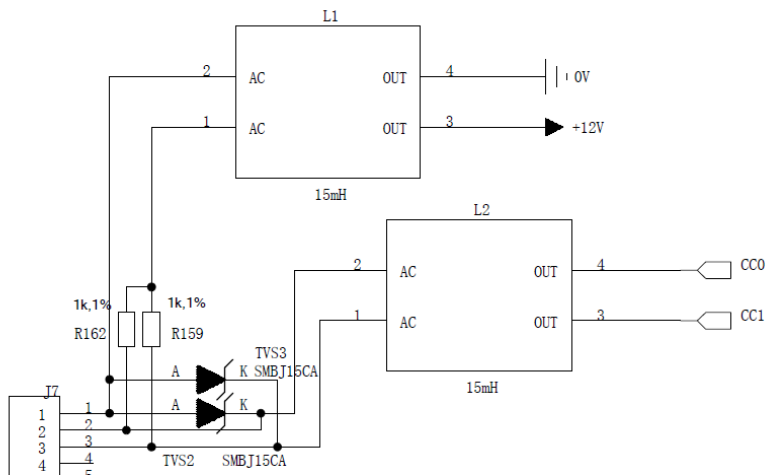 L1
2 AC OUT 4 0V
1 AC OUT 3 +12V
15mH
L2
2 AC OUT 4 CC0
1 AC OUT 3 CC1
15mH
1k,1% 1k,1%
R162 R159
TVS3
A K SMBJ15CA
J7
A K
1 1
2 2
3 3
TVS2 SMBJ15CA
4 4
5